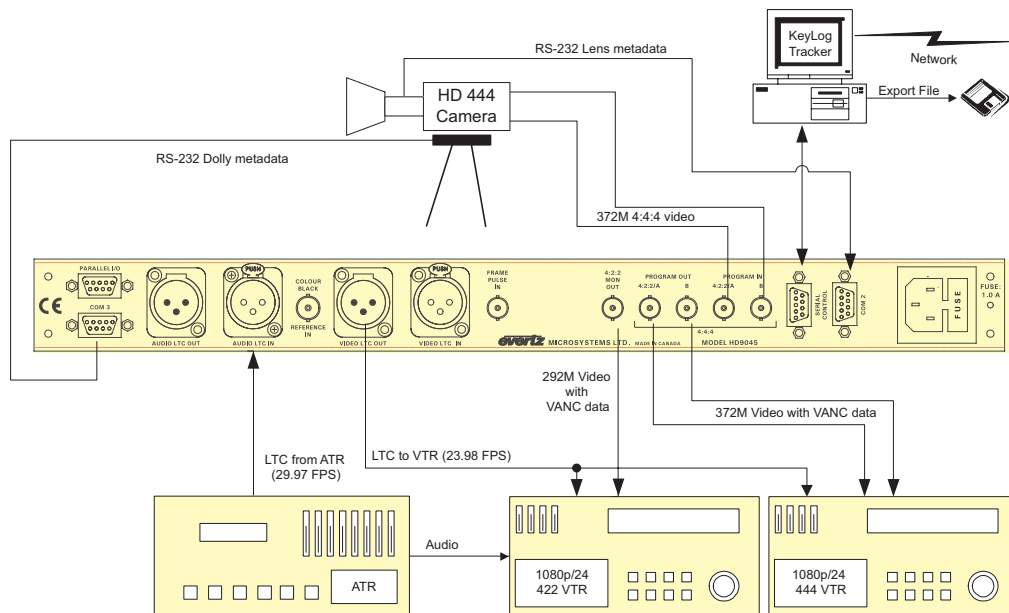 RS-232 Lens metadata
KeyLog
Tracker
Network
Export File
HD 444
Camera
RS-232 Dolly metadata
372M 4:4:4 video
PARALLEL I/O
COM 3
AUDIO LTC OUT
PUSH
AUDIO LTC IN
COLOUR
BLACK
REFERENCE
IN
VIDEO LTC OUT
PUSH
VIDEO LTC IN
FRAME
PULSE
IN
4:2:2
MON
OUT
PROGRAM OUT
4:2:2/A
B
PROGRAM IN
4:2:2/A
B
4:4:4
SERIAL
CONTROL
COM 2
FUSE
FUSE:
1.0 A
CE
evertz MICROSYSTEMS LTD. MADE IN CANADA MODEL HD9045
292M Video
with
VANC data
372M Video with VANC data
LTC from ATR
(29.97 FPS)
LTC to VTR (23.98 FPS)
Audio
ATR
1080p/24
422 VTR
1080p/24
444 VTR